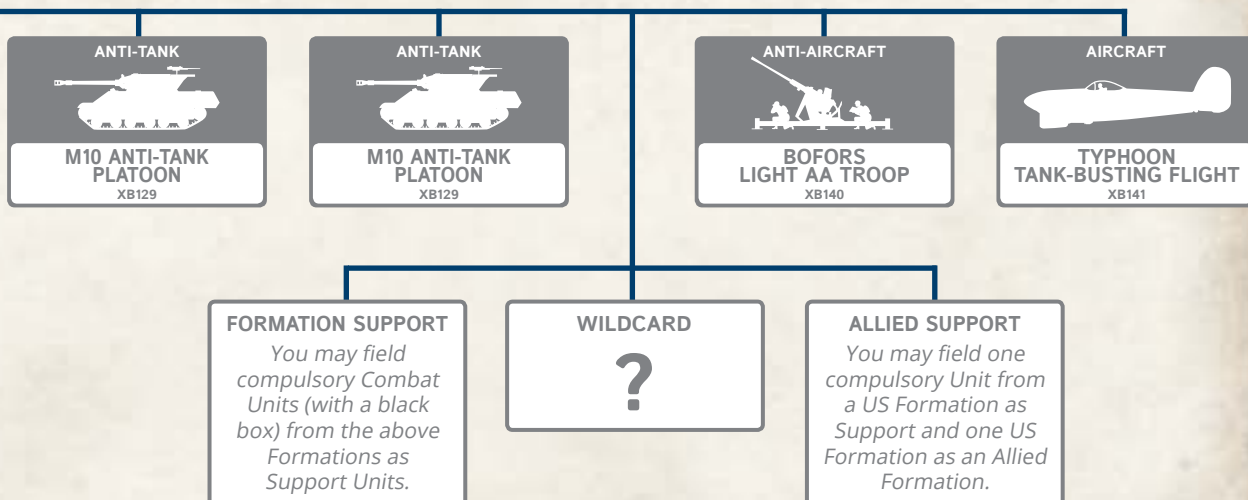 ANTI-TANK
M10 ANTI-TANK
PLATOON
XB129
ANTI-TANK
M10 ANTI-TANK
PLATOON
XB129
ANTI-AIRCRAFT
BOFORS
LIGHT AA TROOP
XB140
AIRCRAFT
TYPHOON
TANK-BUSTING FLIGHT
XB141
FORMATION SUPPORT
You may field
compulsory Combat
Units (with a black
box) from the above
Formations as
Support Units.
WILDCARD
?
ALLIED SUPPORT
You may field one
compulsory Unit from
a US Formation as
Support and one US
Formation as an Allied
Formation.